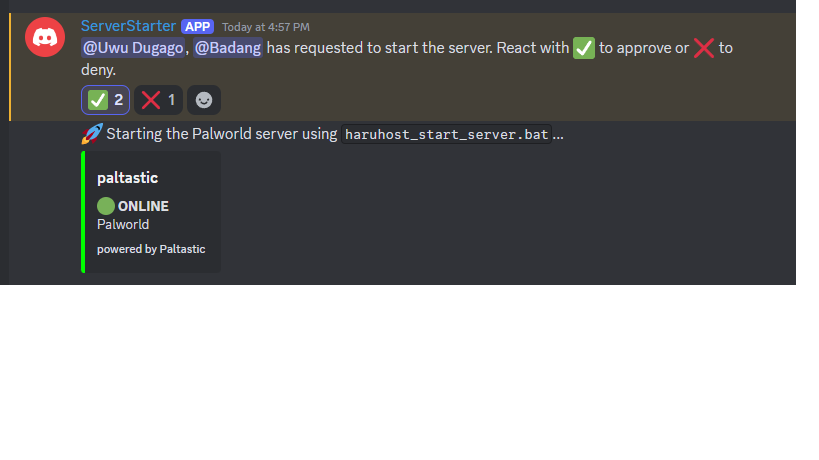 ServerStarter APP Today at 4:57 PM
@Uwu Dugago, @Badang has requested to start the server. React with ✅ to approve or ❌ to
deny.
✅ 2 ❌ 1
🚀 Starting the Palworld server using haruhost_start_server.bat...
paltastic
🟢 ONLINE
Palworld
powered by Paltastic